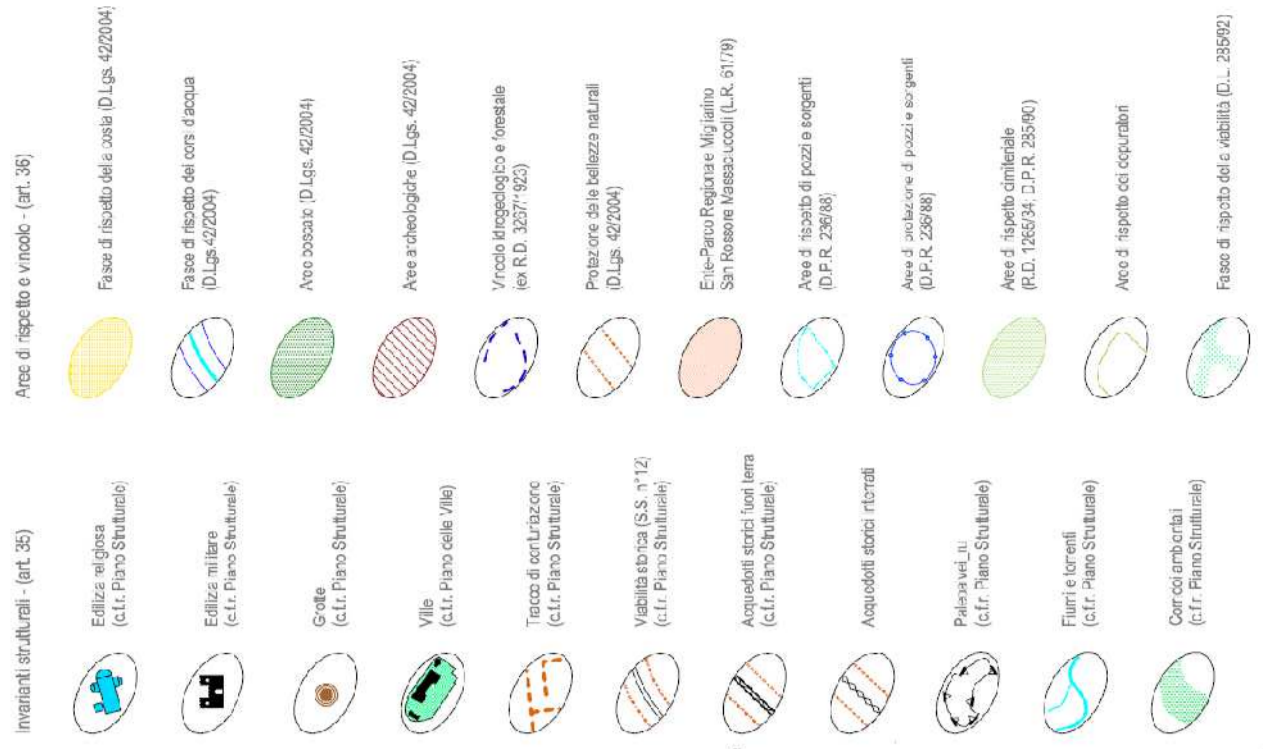 Invarianti strutturali - (art. 35)
Edilizia religiosa
(c.f.r. Piano Strutturale)
Edilizia militare
(c.f.r. Piano Strutturale)
Grotte
(c.f.r. Piano Strutturale)
Ville
(c.f.r. Piano delle Ville)
Tracce di centuriazione
(c.f.r. Piano Strutturale)
Viabilità storica (S.S. n°12)
(c.f.r. Piano Strutturale)
Acquedotti storici fuori terra
(c.f.r. Piano Strutturale)
Acquedotti storici interrati
(c.f.r. Piano Strutturale)
Fiumi e torrenti
(c.f.r. Piano Strutturale)
Corridoi ambientali
(c.f.r. Piano Strutturale)
Aree di rispetto e vincolo - (art. 36)
Fasce di rispetto della costa (D.Lgs. 42/2004)
Fasce di rispetto dei corsi d'acqua
(D.Lgs.42/2004)
Aree boscate (D.Lgs. 42/2004)
Aree archeologiche (D.Lgs. 42/2004)
Vincolo idrogeologico e forestale
(ex R.D. 3267/1923)
Protezione delle bellezze naturali
(D.Lgs. 42/2004)
Ente-Parco Regionale Migliarino
San Rossore Massaciuccoli (L.R. 61/79)
Aree di rispetto di pozzi e sorgenti
(D.P.R. 236/88)
Aree di protezione di pozzi e sorgenti
(D.P.R. 236/88)
Aree di rispetto cimiteriale
(R.D. 1265/34; D.P.R. 285/90)
Aree di rispetto dei depuratori
Fasce di rispetto della viabilità (D.L. 285/92)